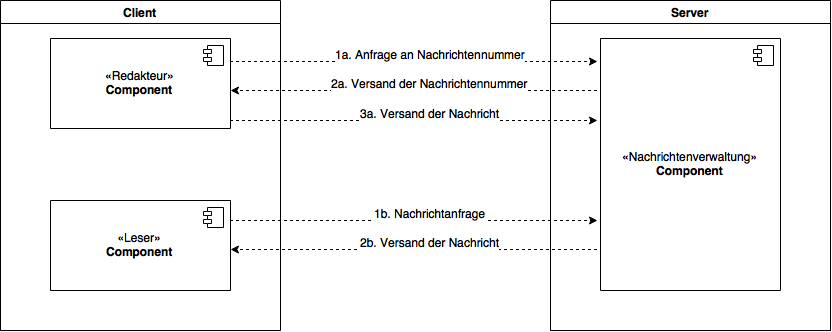 Client
Server
«Redakteur»
Component
1a. Anfrage an Nachrichtennummer
2a. Versand der Nachrichtennummer
3a. Versand der Nachricht
«Nachrichtenverwaltung»
Component
«Leser»
Component
1b. Nachrichtanfrage
2b. Versand der Nachricht